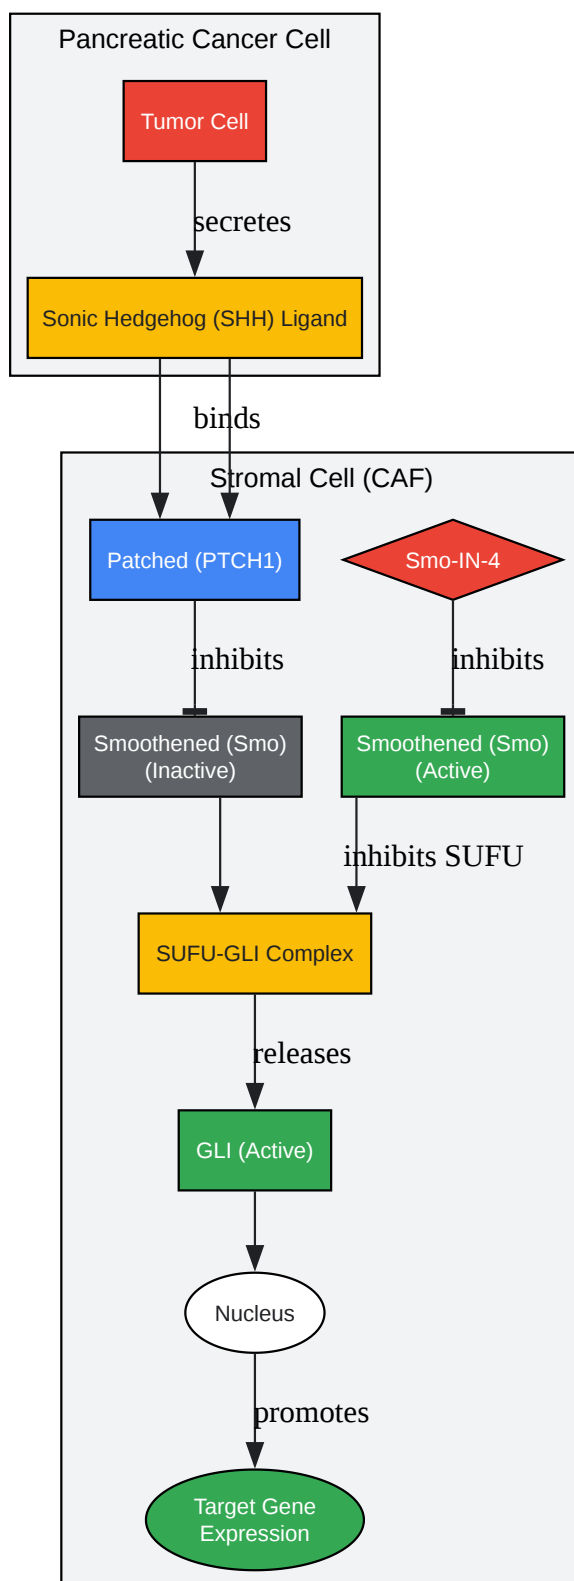 Pancreatic Cancer Cell
Tumor Cell
secretes
Sonic Hedgehog (SHH) Ligand
binds
Stromal Cell (CAF)
Patched (PTCH1)
Smo-IN-4
inhibits
inhibits
Smoothened (Smo)
(Inactive)
Smoothened (Smo)
(Active)
inhibits SUFU
SUFU-GLI Complex
releases
GLI (Active)
Nucleus
promotes
Target Gene
Expression